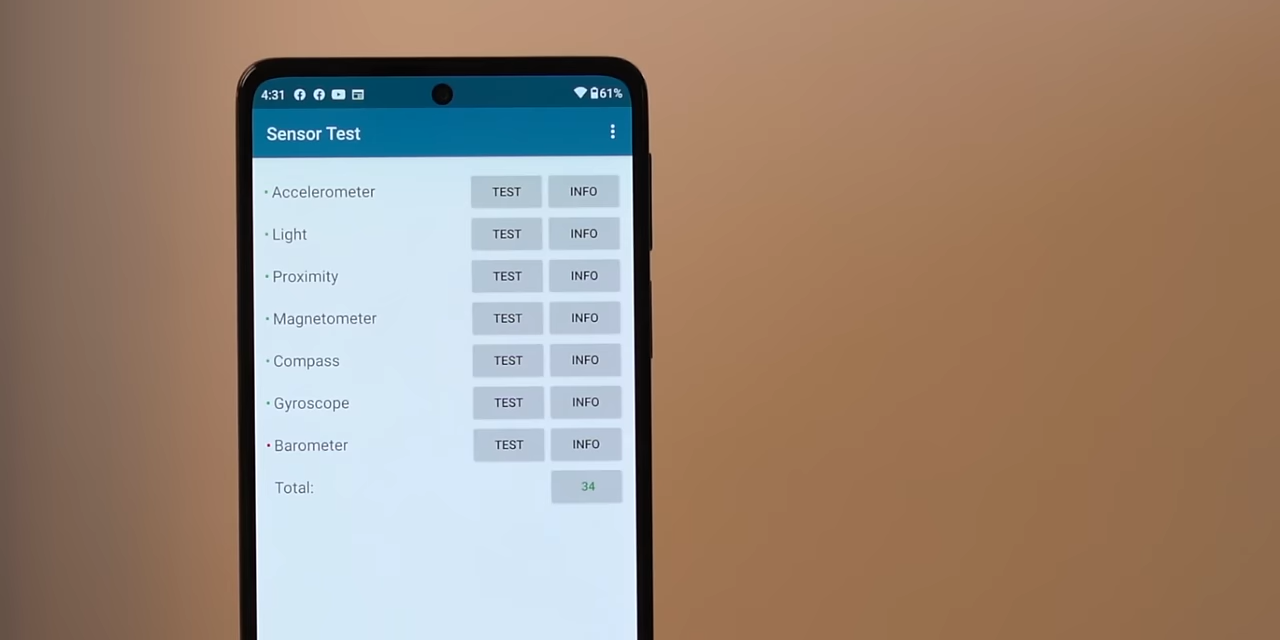 4:31 61%
Sensor Test
Accelerometer TEST INFO
Light TEST INFO
Proximity TEST INFO
Magnetometer TEST INFO
Compass TEST INFO
Gyroscope TEST INFO
Barometer TEST INFO
Total: 34